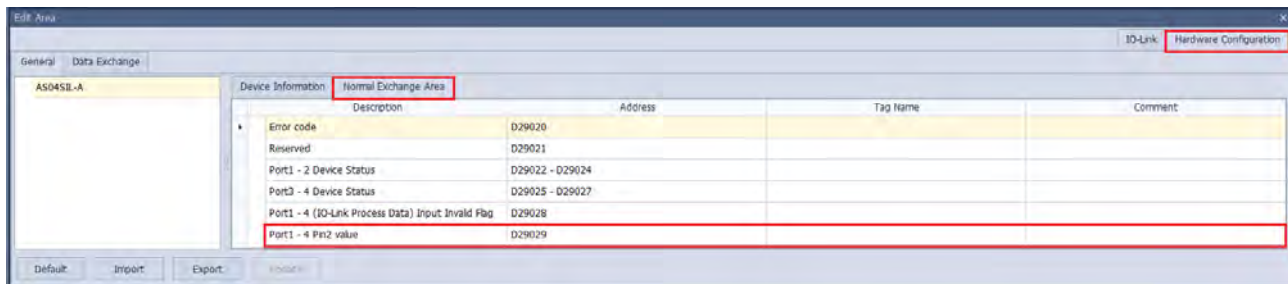 Edit Area
IO-Link Hardware Configuration
General Data Exchange
AS04SIL-A
Device Information Normal Exchange Area
Description Address Tag Name Comment
Error code D29020
Reserved D29021
Port1 - 2 Device Status D29022 - D29024
Port3 - 4 Device Status D29025 - D29027
Port1 - 4 (IO-Link Process Data) Input Invalid Flag D29028
Port1 - 4 Pin2 value D29029
Default Import Export